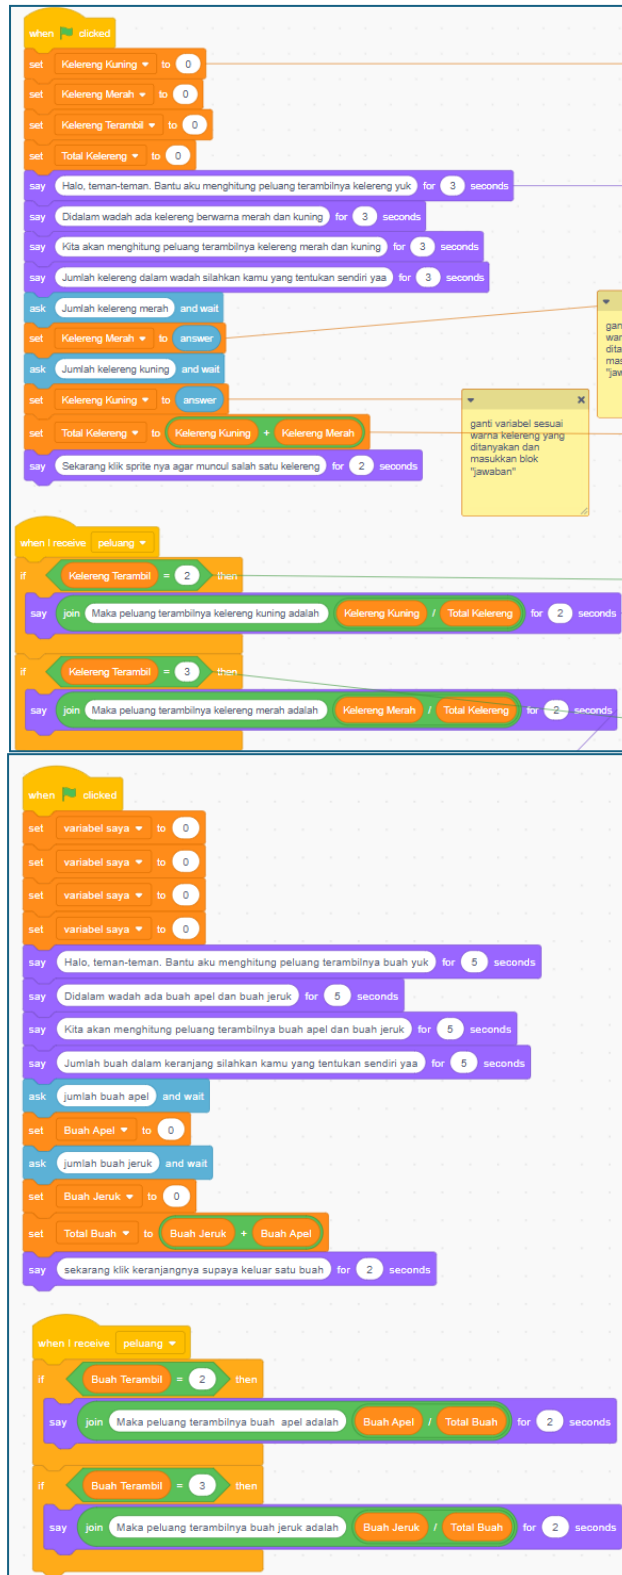 when clicked
set Kelereng Kuning to 0
set Kelereng Merah to 0
set Kelereng Terambil to 0
set Total Kelereng to 0
say Halo, teman-teman. Bantu aku menghitung peluang terambilnya kelereng yuk for 3 seconds
say Didalam wadah ada kelereng berwarna merah dan kuning for 3 seconds
say Kita akan menghitung peluang terambilnya kelereng merah dan kuning for 3 seconds
say Jumlah kelereng dalam wadah silahkan kamu yang tentukan sendiri yaa for 3 seconds
ask Jumlah kelereng merah and wait
set Kelereng Merah to answer
ask Jumlah kelereng kuning and wait
set Kelereng Kuning to answer
set Total Kelereng to Kelereng Kuning + Kelereng Merah
say Sekarang klik sprite nya agar muncul salah satu kelereng for 2 seconds
ganti variabel sesuai
warna kelereng yang
ditanyakan dan
masukkan blok
"jawaban"
when I receive peluang
if Kelereng Terambil = 2 then
say join Maka peluang terambilnya kelereng kuning adalah Kelereng Kuning / Total Kelereng for 2 seconds
if Kelereng Terambil = 3 then
say join Maka peluang terambilnya kelereng merah adalah Kelereng Merah / Total Kelereng for 2 seconds
when clicked
set variabel saya to 0
set variabel saya to 0
set variabel saya to 0
set variabel saya to 0
say Halo, teman-teman. Bantu aku menghitung peluang terambilnya buah yuk for 5 seconds
say Didalam wadah ada buah apel dan buah jeruk for 5 seconds
say Kita akan menghitung peluang terambilnya buah apel dan buah jeruk for 5 seconds
say Jumlah buah dalam keranjang silahkan kamu yang tentukan sendiri yaa for 5 seconds
ask jumlah buah apel and wait
set Buah Apel to 0
ask jumlah buah jeruk and wait
set Buah Jeruk to 0
set Total Buah to Buah Jeruk + Buah Apel
say sekarang klik keranjangnya supaya keluar satu buah for 2 seconds
when I receive peluang
if Buah Terambil = 2 then
say join Maka peluang terambilnya buah apel adalah Buah Apel / Total Buah for 2 seconds
if Buah Terambil = 3 then
say join Maka peluang terambilnya buah jeruk adalah Buah Jeruk / Total Buah for 2 seconds